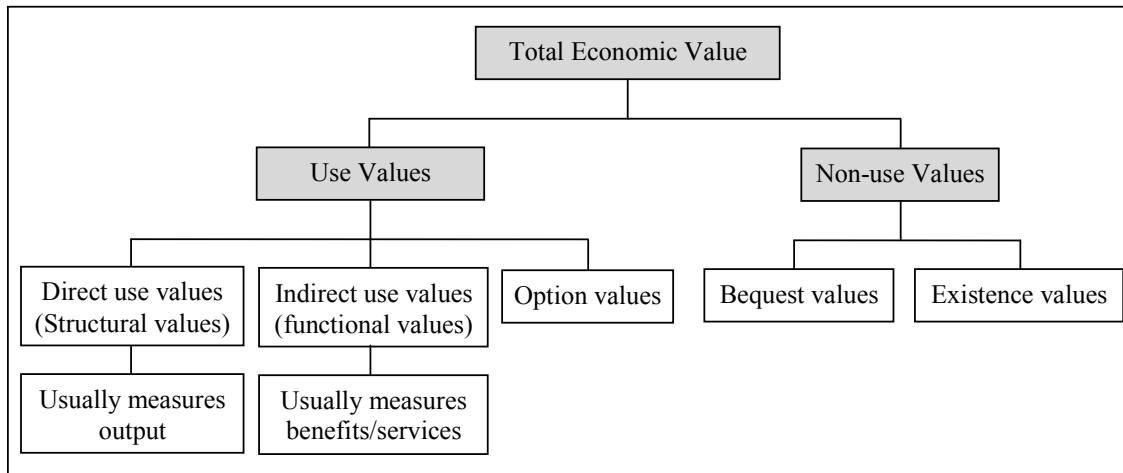 Total Economic Value
Use Values
Non-use Values
Direct use values
(Structural values)
Indirect use values
(functional values)
Option values
Bequest values
Existence values
Usually measures
output
Usually measures
benefits/services